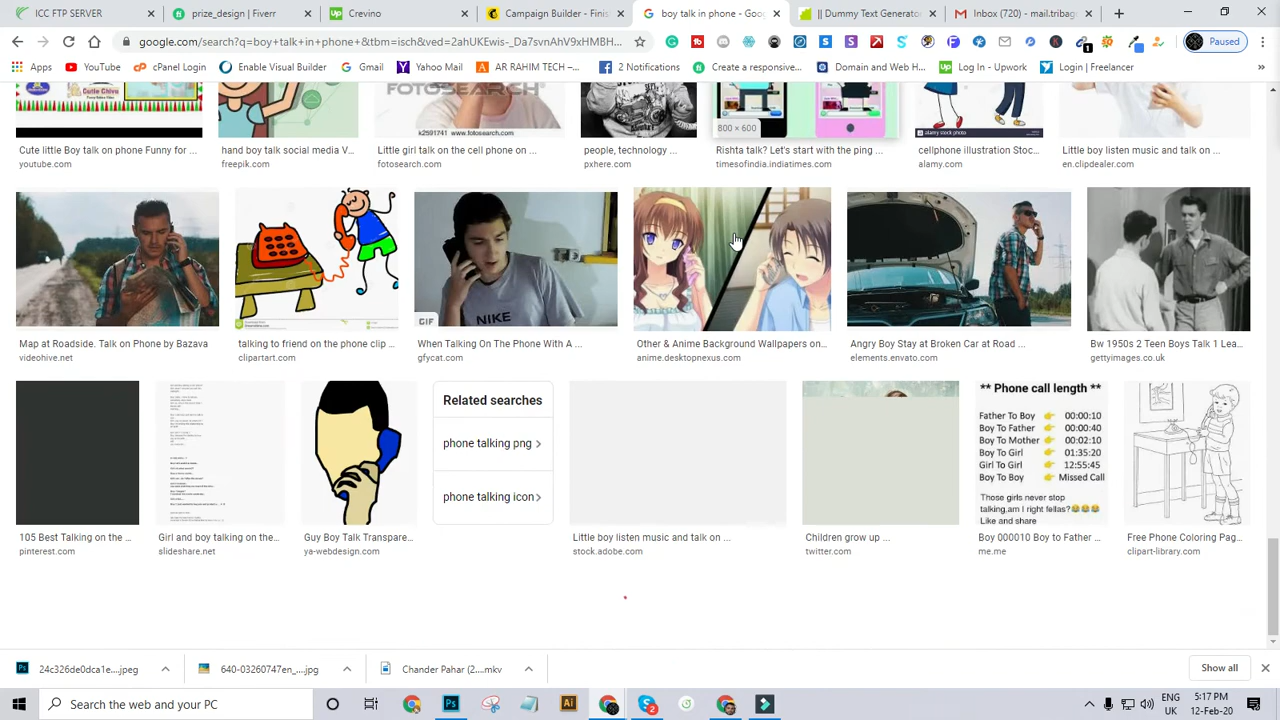 ICC FTP SERVER
print_design | Fiverr
Conversation
Campaign Builder - Finis
boy talk in phone - Goog
|| Dummy Text Generator
Inbox (720) - mail.tribag
google.com/search?q=boy+talk+in+phone+&tbm=isch&ved=2ahUKEwis-_Da7svnAhV9xHMBH...
Paused
Apps
YouTube
cPanel Login
Enable Visual Builder
Gmail
Yahoo Mail
AR RAHIM TECH –...
2 Notifications
Create a responsive...
Domain and Web H...
Log In - Upwork
Login | Freelancer
FOTOSEARCH
k2591741 www.fotosearch.com
800 × 600
alamy stock photo
Cute little Boy talk on phone Funny for ...
youtube.com
hand boy talk social media V...
freepik.com
Little girl talk on the cell phone on ...
fotosearch.com
people, technology ...
pxhere.com
Rishta talk? Let's start with the ping ...
timesofindia.indiatimes.com
cellphone illustration Stoc...
alamy.com
Little boy listen music and talk on ...
en.clipdealer.com
NIKE
GIF
Map at Roadside. Talk on Phone by Bazava
videohive.net
talking to friend on the phone clip ...
clipartart.com
When Talking On The Phone With A ...
gfycat.com
Other & Anime Background Wallpapers on...
anime.desktopnexus.com
Angry Boy Stay at Broken Car at Road ...
elements.envato.com
Bw 1950s 2 Teen Boys Talk 1 Lea...
gettyimages.co.uk
Related searches
phone talking png
phone talking icon
** Phone call length **
Father To Boy 00:00:10
Boy To Father 00:00:40
Boy To Mother 00:02:10
Boy To Girl 01:35:20
Girl To Girl 12:55:45
Boy To Boy Missed Call
Those girls never stop
talking,am I right fellas?
Like and share
105 Best Talking on the ...
pinterest.com
Girl and boy talking on the...
slideshare.net
Guy Boy Talk Transpare...
ya-webdesign.com
Little boy listen music and talk on ...
stock.adobe.com
Children grow up ...
twitter.com
Boy 000010 Boy to Father ...
me.me
Free Phone Coloring Pag...
clipart-library.com
24c326de0dca1e....jpeg
640-03260747en_...jpg
Chander Pahar (2....mkv
Show all
Search the web and your PC
ENG
UK
5:17 PM
12-Feb-20